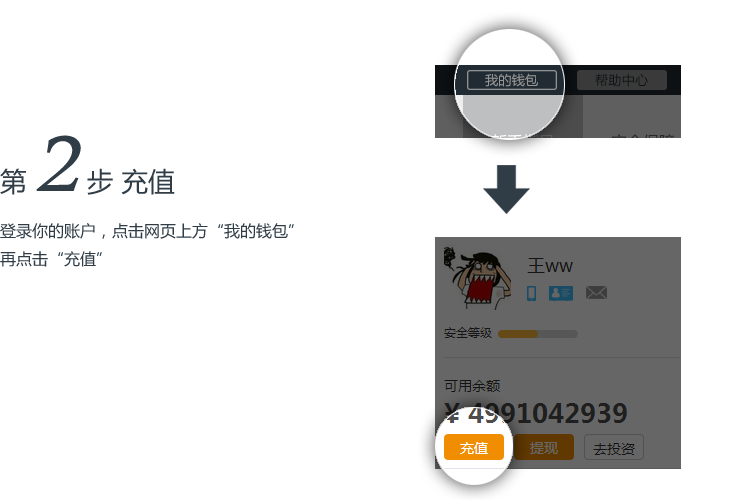 第2步 充值
登录你的账户，点击网页上方“我的钱包”
再点击“充值”
我的钱包
帮助中心
王ww
安全等级
可用余额
¥ 4991042939
充值
提现
去投资